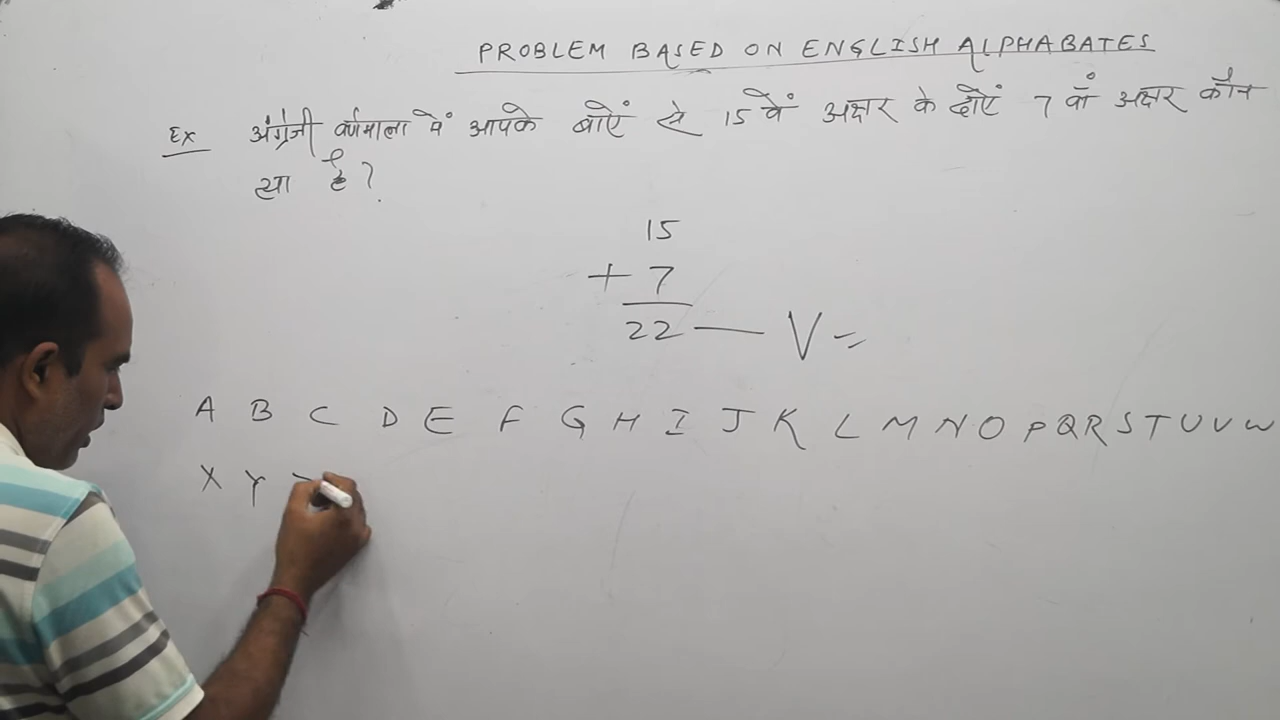 PROBLEM BASED ON ENGLISH ALPHABATES
Ex अंग्रेजी वर्णमाला में आपके बाएं से 15 वें अक्षर के दाएं 7 वां अक्षर कौन
सा है?
15
+ 7
22 — V =
A B C D E F G H I J K L M N O P Q R S T U V W
X Y